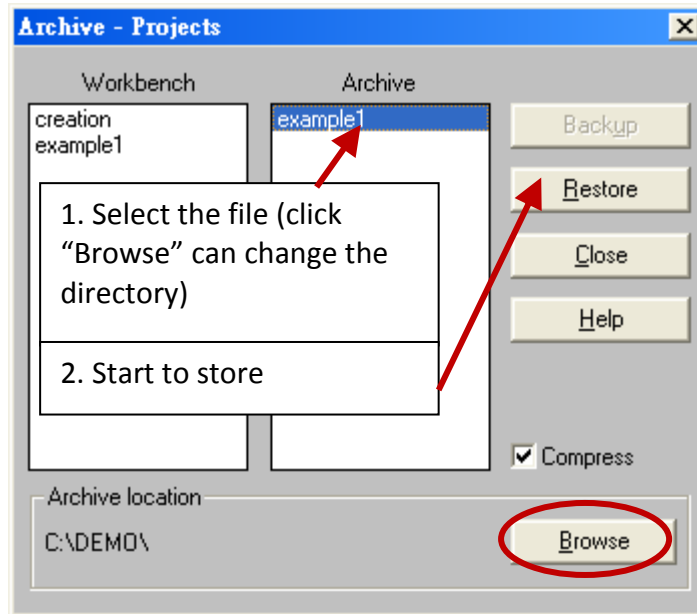 Archive - Projects
Workbench
Archive
creation
example1
example1
Backup
Restore
Close
Help
1. Select the file (click
“Browse” can change the
directory)
2. Start to store
Compress
Archive location
C:\DEMO\
Browse